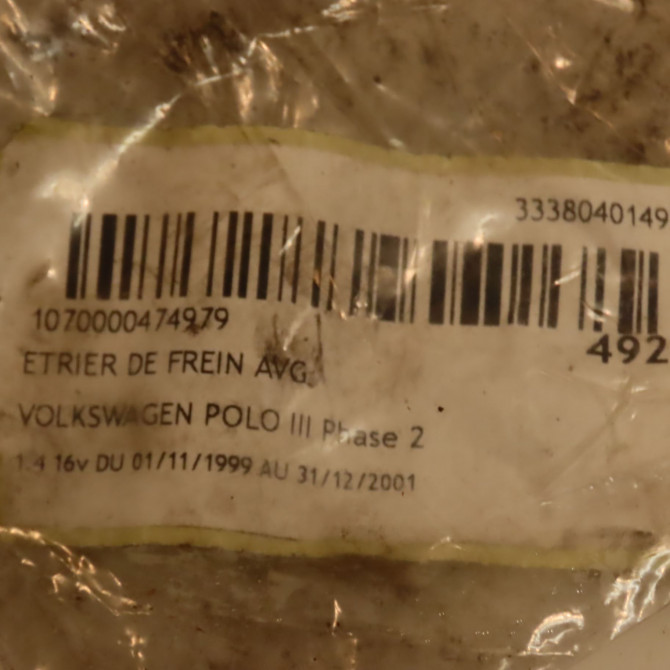 3338040149
1070000474979
492
ETRIER DE FREIN AVG
VOLKSWAGEN POLO III Phase 2
1.4 16v DU 01/11/1999 AU 31/12/2001